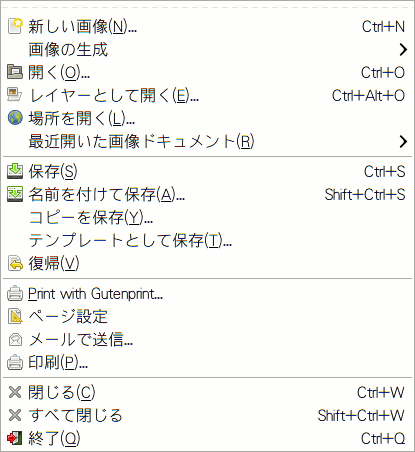 新しい画像(N)... Ctrl+N
画像の生成
開く(O)... Ctrl+O
レイヤーとして開く(E)... Ctrl+Alt+O
場所を開く(L)...
最近開いた画像ドキュメント(R)
保存(S) Ctrl+S
名前を付けて保存(A)... Shift+Ctrl+S
コピーを保存(Y)...
テンプレートとして保存(T)...
復帰(V)
Print with Gutenprint...
ページ設定
メールで送信...
印刷(P)...
閉じる(C) Ctrl+W
すべて閉じる Shift+Ctrl+W
終了(Q) Ctrl+Q